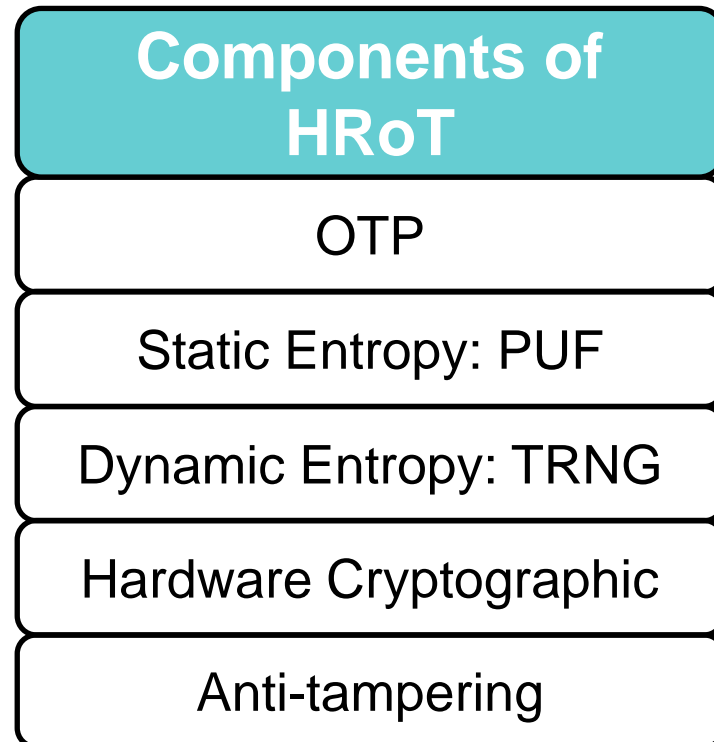 Components of
HRoT
OTP
Static Entropy: PUF
Dynamic Entropy: TRNG
Hardware Cryptographic
Anti-tampering